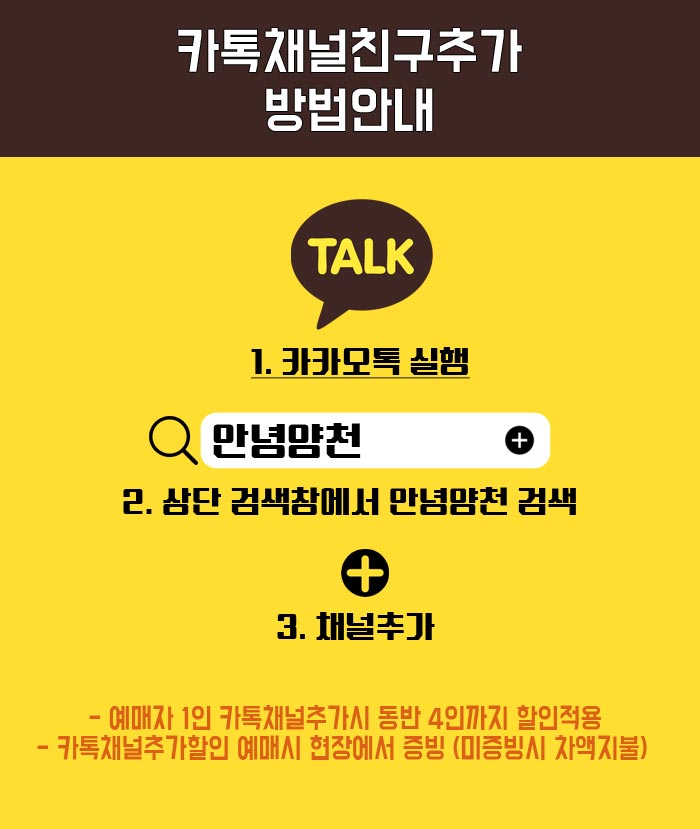 카톡채널친구추가
방법안내
TALK
1. 카카오톡 실행
안녕양천
2. 상단 검색창에서 안녕양천 검색
3. 채널추가
- 예매자 1인 카톡채널추가시 동반 4인까지 할인적용
- 카톡채널추가할인 예매시 현장에서 증빙 (미증빙시 차액지불)